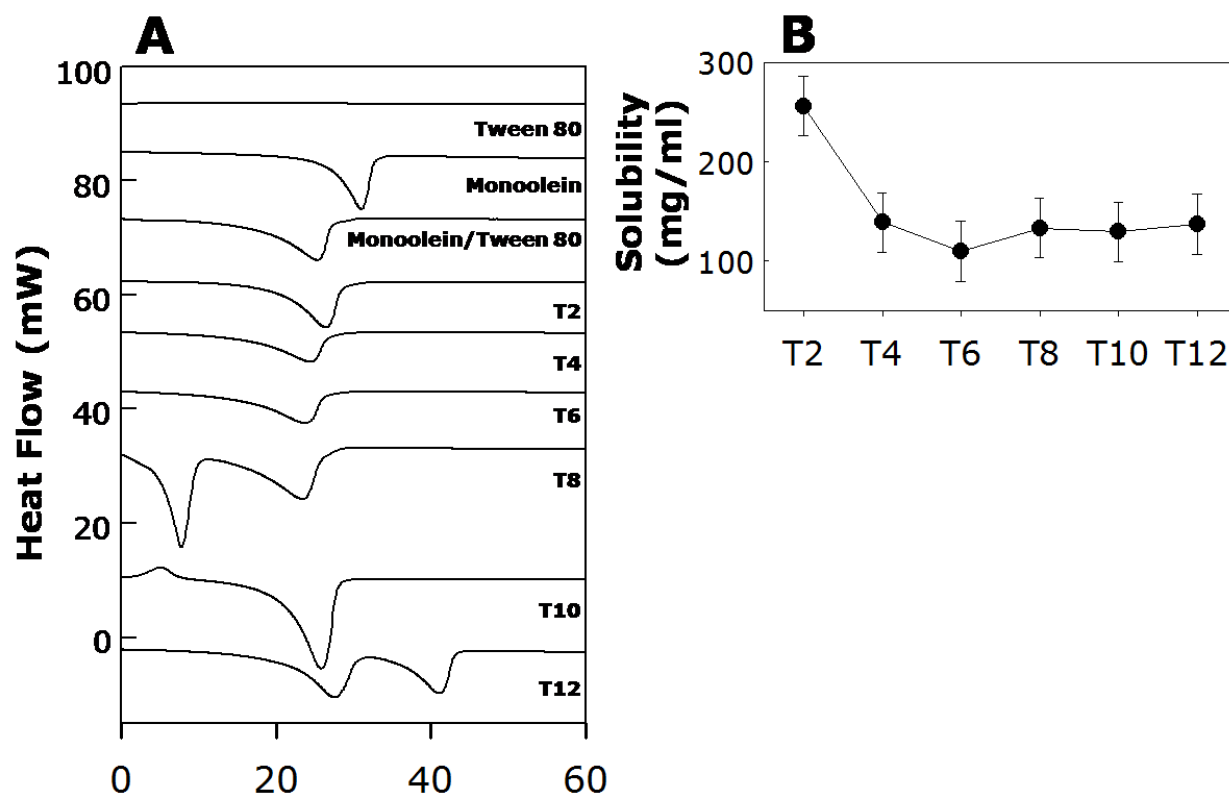 A
Heat Flow (mW)
100
80
60
40
20
0
Tween 80
Monoolein
Monoolein/Tween 80
T2
T4
T6
T8
T10
T12
0 20 40 60
B
Solubility
(mg/ml)
300
200
100
T2 T4 T6 T8 T10 T12